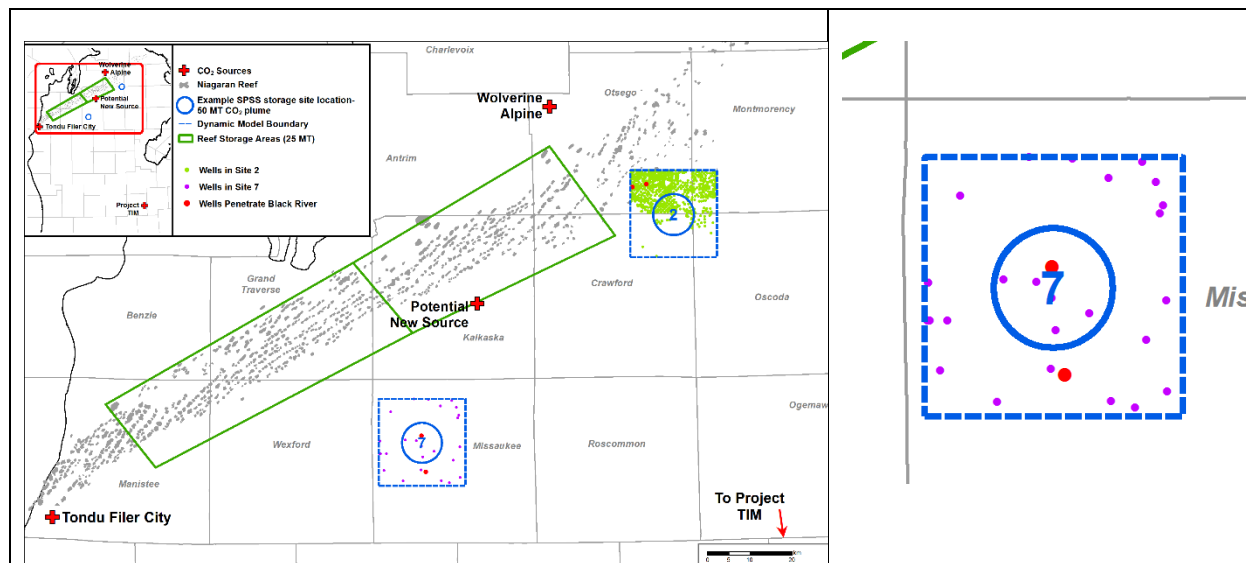 Wolverine
Alpine
Potential
New Source
Tondu Filer City
Project
TIM
CO₂ Sources
Niagaran Reef
Example SPSS storage site location-
50 MT CO₂ plume
Dynamic Model Boundary
Reef Storage Areas (25 MT)
Wells in Site 2
Wells in Site 7
Wells Penetrate Black River
Charlevoix
Wolverine
Alpine
Otsego
Montmorency
Antrim
2
Grand
Traverse
Crawford
Oscoda
Benzie
Potential
New Source
Kalkaska
Ogemaw
Wexford
7
Missaukee
Roscommon
Manistee
Tondu Filer City
To Project
TIM
0 5 10 20
km
7
Mis